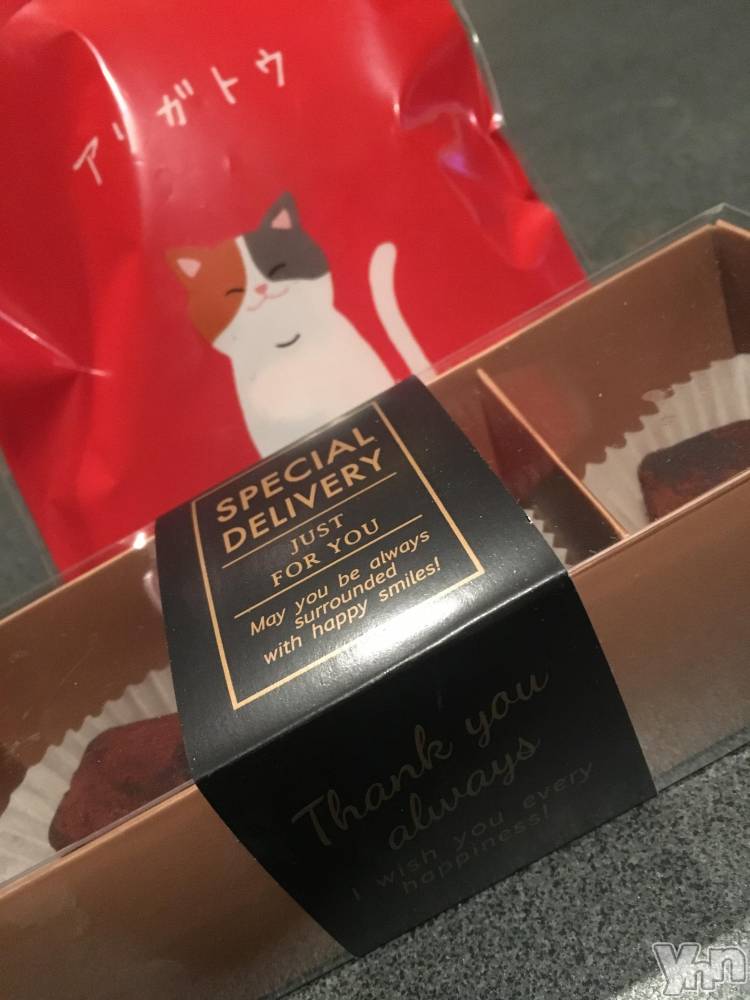 アリガトウ
SPECIAL
DELIVERY
JUST
FOR YOU
May you be always
surrounded
with happy smiles!
Thank you
always
I wish you every
happiness!
YhN